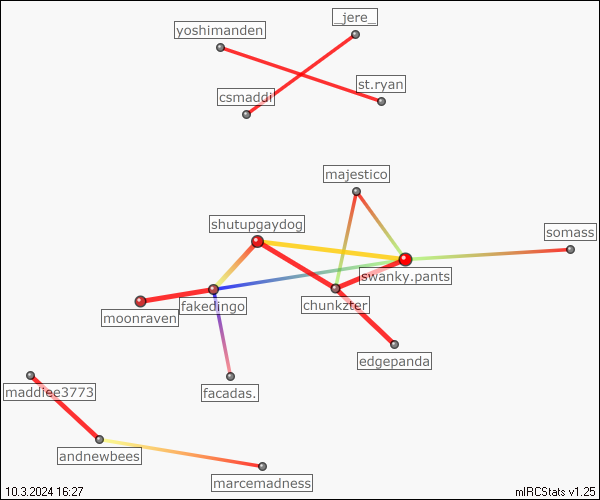 _jere_
yoshimanden
st.ryan
csmaddi
majestico
shutupgaydog
somass
swanky.pants
fakedingo
chunkzter
moonraven
edgepanda
maddiee3773
facadas.
andnewbees
marcemadness
10.3.2024 16:27
mIRCStats v1.25